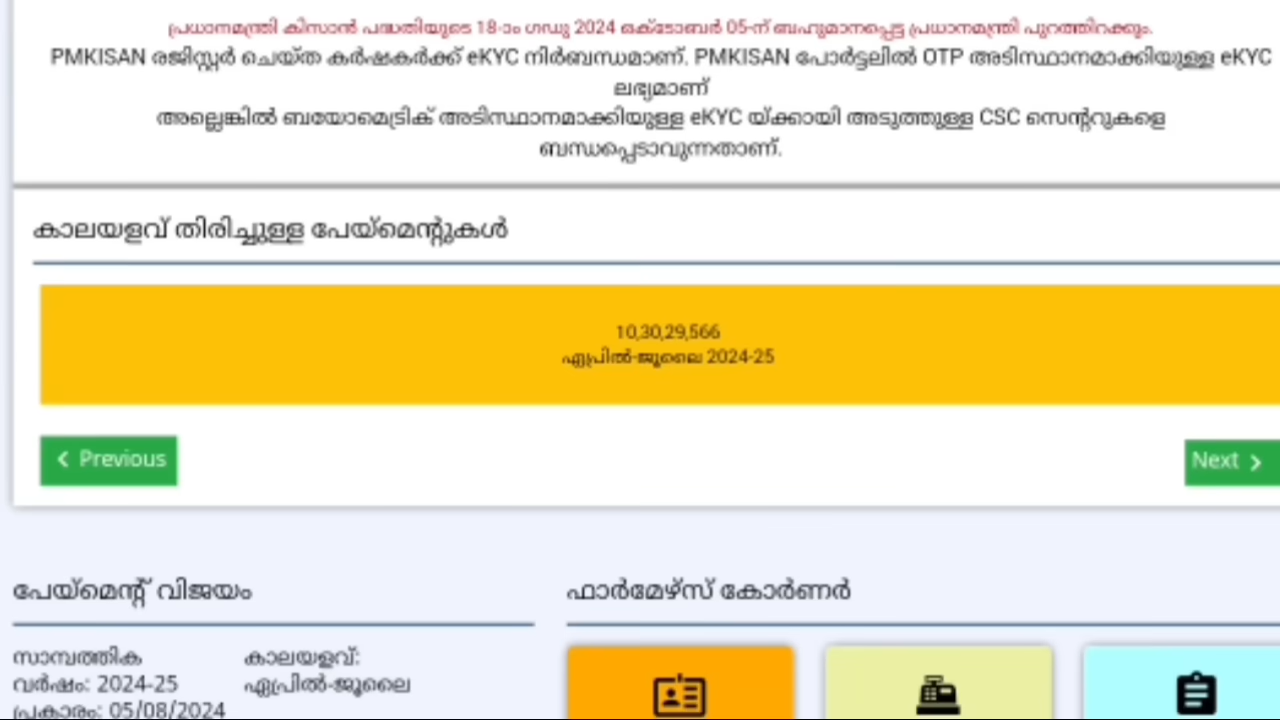 പ്രധാനമന്ത്രി കിസാൻ പദ്ധതിയുടെ 18-ാം ഗഡു 2024 ഒക്ടോബർ 05-ന് ബഹുമാനപ്പെട്ട പ്രധാനമന്ത്രി പുറത്തിറക്കും.
PMKISAN രജിസ്റ്റർ ചെയ്ത കർഷകർക്ക് eKYC നിർബന്ധമാണ്. PMKISAN പോർട്ടലിൽ OTP അടിസ്ഥാനമാക്കിയുള്ള eKYC
ലഭ്യമാണ്
അല്ലെങ്കിൽ ബയോമെട്രിക് അടിസ്ഥാനമാക്കിയുള്ള eKYC യ്ക്കായി അടുത്തുള്ള CSC സെന്ററുകളെ
ബന്ധപ്പെടാവുന്നതാണ്.
കാലയളവ് തിരിച്ചുള്ള പേയ്മെന്റുകൾ
10,30,29,566
ഏപ്രിൽ-ജൂലൈ 2024-25
Previous
Next
പേയ്മെന്റ് വിജയം
ഫാർമേഴ്സ് കോർണർ
സാമ്പത്തിക കാലയളവ്:
വർഷം: 2024-25 ഏപ്രിൽ-ജൂലൈ
പ്രകാരം: 05/08/2024